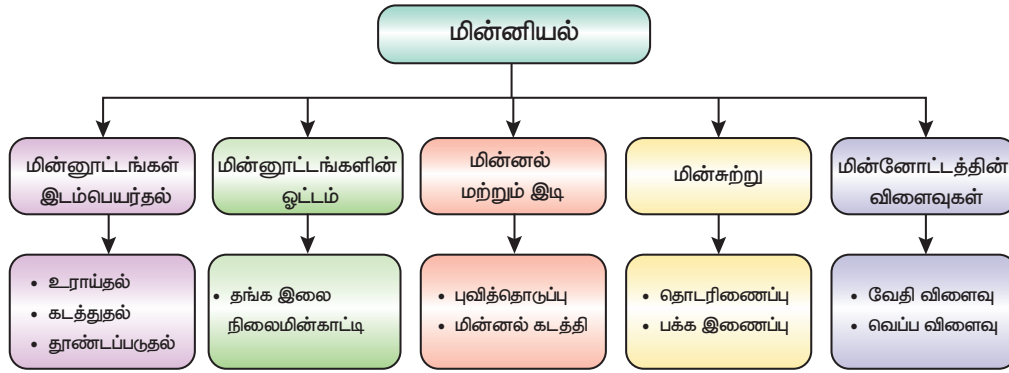 மின்னியல்
மின்னூட்டங்கள்
இடம்பெயர்தல்
மின்னூட்டங்களின்
ஓட்டம்
மின்னல்
மற்றும் இடி
மின்சுற்று
மின்னோட்டத்தின்
விளைவுகள்
• உராய்தல்
• கடத்துதல்
• தூண்டப்படுதல்
• தங்க இலை
நிலைமின்காட்டி
• புவித்தொடுப்பு
• மின்னல் கடத்தி
• தொடரிணைப்பு
• பக்க இணைப்பு
• வேதி விளைவு
• வெப்ப விளைவு